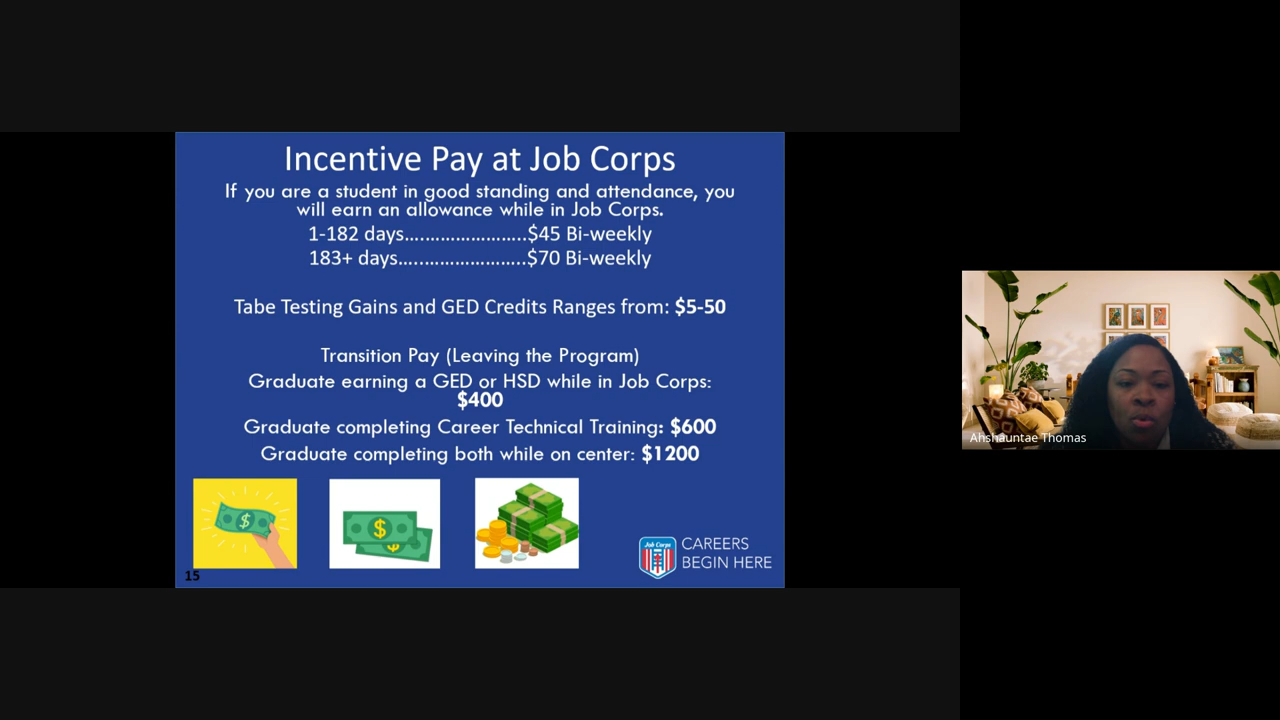 Incentive Pay at Job Corps
If you are a student in good standing and attendance, you
will earn an allowance while in Job Corps.
1-182 days.........................$45 Bi-weekly
183+ days..........................$70 Bi-weekly
Tabe Testing Gains and GED Credits Ranges from: $5-50
Transition Pay (Leaving the Program)
Graduate earning a GED or HSD while in Job Corps:
$400
Graduate completing Career Technical Training: $600
Graduate completing both while on center: $1200
Job Corps
CAREERS
BEGIN HERE
15
Ahshauntae Thomas